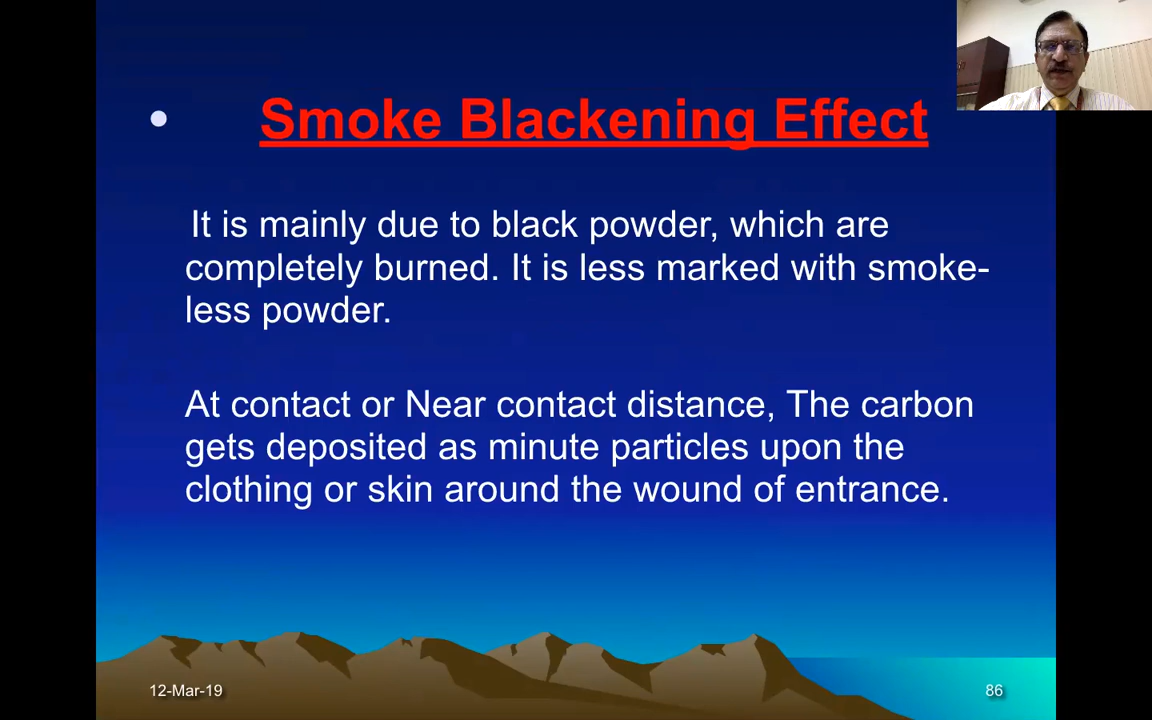 • Smoke Blackening Effect
It is mainly due to black powder, which are
completely burned. It is less marked with smoke-
less powder.
At contact or Near contact distance, The carbon
gets deposited as minute particles upon the
clothing or skin around the wound of entrance.
12-Mar-19
86